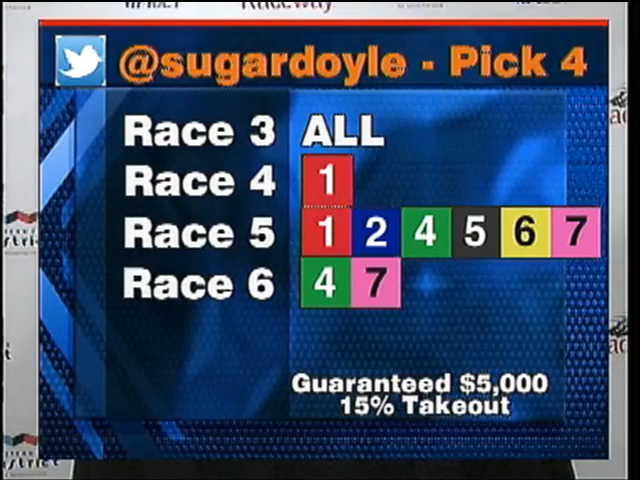 Raceway
@sugardoyle - Pick 4
Race 3 ALL
Race 4 1
Race 5 1 2 4 5 6 7
Race 6 4 7
Guaranteed $5,000
15% Takeout